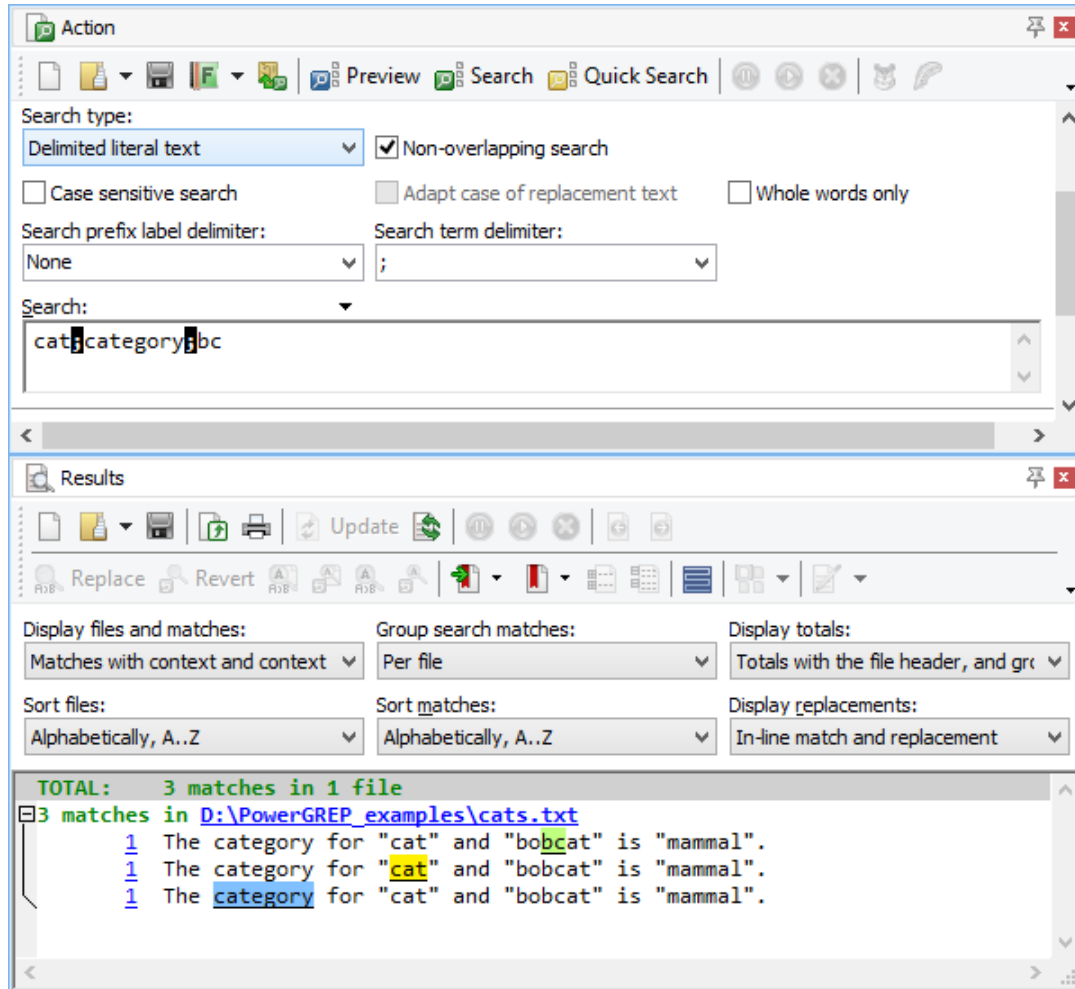 Action
Preview Search Quick Search
Search type:
Delimited literal text Non-overlapping search
Case sensitive search Adapt case of replacement text Whole words only
Search prefix label delimiter: Search term delimiter:
None ;
Search:
cat;category;bc
Results
Update
Replace Revert
Display files and matches: Group search matches: Display totals:
Matches with context and context Per file Totals with the file header, and grc
Sort files: Sort matches: Display replacements:
Alphabetically, A..Z Alphabetically, A..Z In-line match and replacement
TOTAL: 3 matches in 1 file
3 matches in D:\PowerGREP_examples\cats.txt
1 The category for "cat" and "bobcat" is "mammal".
1 The category for "cat" and "bobcat" is "mammal".
1 The category for "cat" and "bobcat" is "mammal".